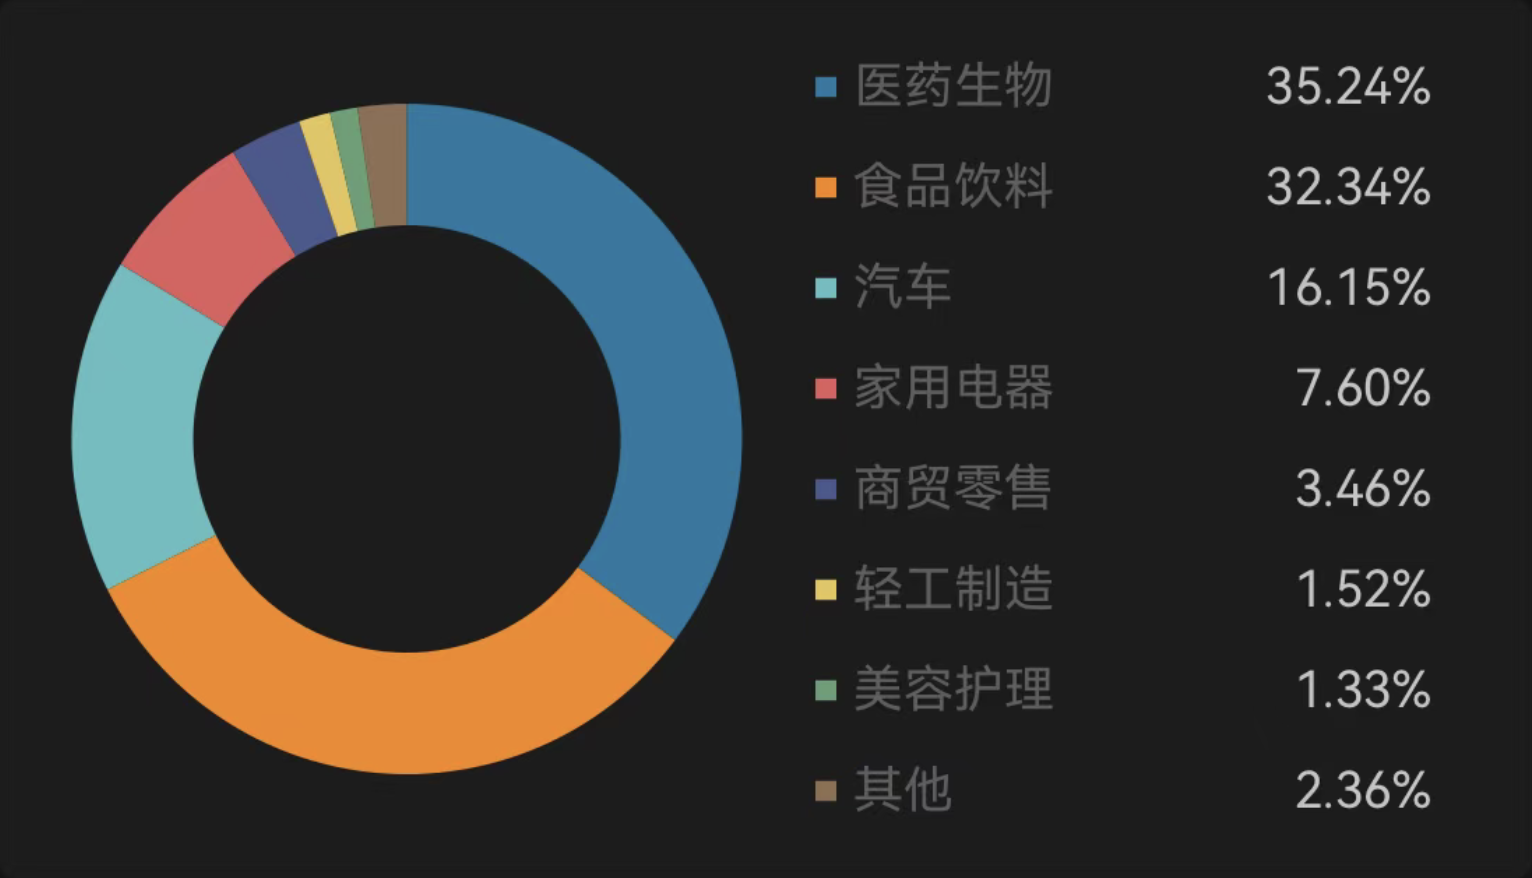 医药生物 35.24%
食品饮料 32.34%
汽车 16.15%
家用电器 7.60%
商贸零售 3.46%
轻工制造 1.52%
美容护理 1.33%
其他 2.36%